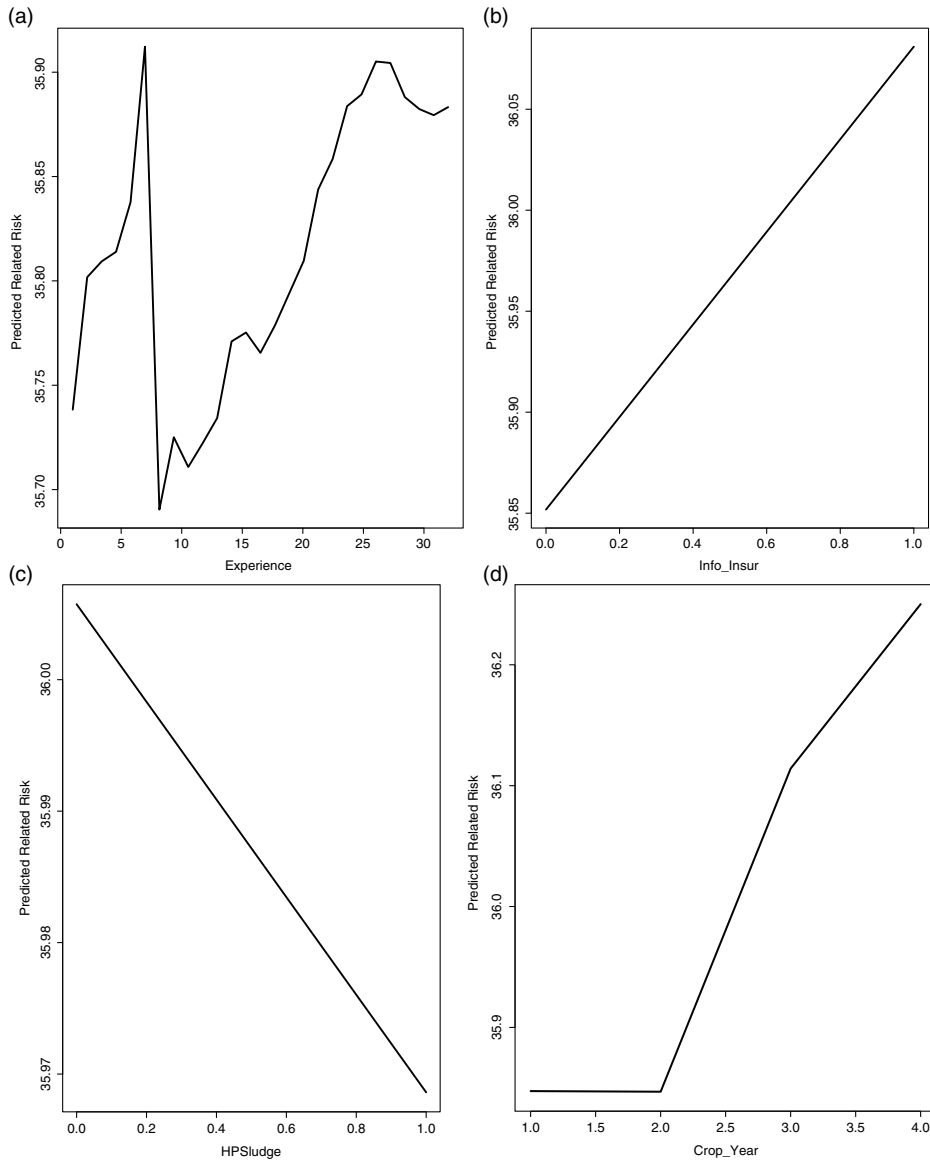 (a)
Predicted Related Risk
35.90
35.85
35.80
35.75
35.70
0 5 10 15 20 25 30
Experience
(b)
Predicted Related Risk
36.05
36.00
35.95
35.90
35.85
0.0 0.2 0.4 0.6 0.8 1.0
Info_Insur
(c)
Predicted Related Risk
36.00
35.99
35.98
35.97
0.0 0.2 0.4 0.6 0.8 1.0
HPSludge
(d)
Predicted Related Risk
36.2
36.1
36.0
35.9
1.0 1.5 2.0 2.5 3.0 3.5 4.0
Crop_Year